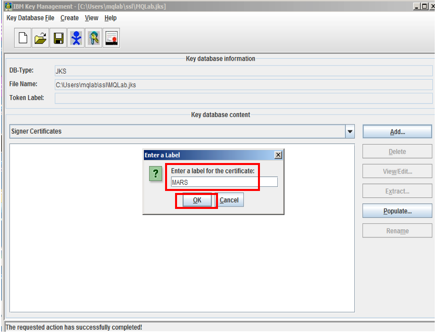 IBM Key Management - [C:\Users\mqlab\ssl\MQLab.jks]
Key Database File Create View Help
Key database information
DB-Type: JKS
File Name: C:\Users\mqlab\ssl\MQLab.jks
Token Label:
Key database content
Signer Certificates
Add...
Delete
View/Edit...
Extract...
Populate...
Rename
Enter a Label
Enter a label for the certificate:
MARS
OK Cancel
The requested action has successfully completed!